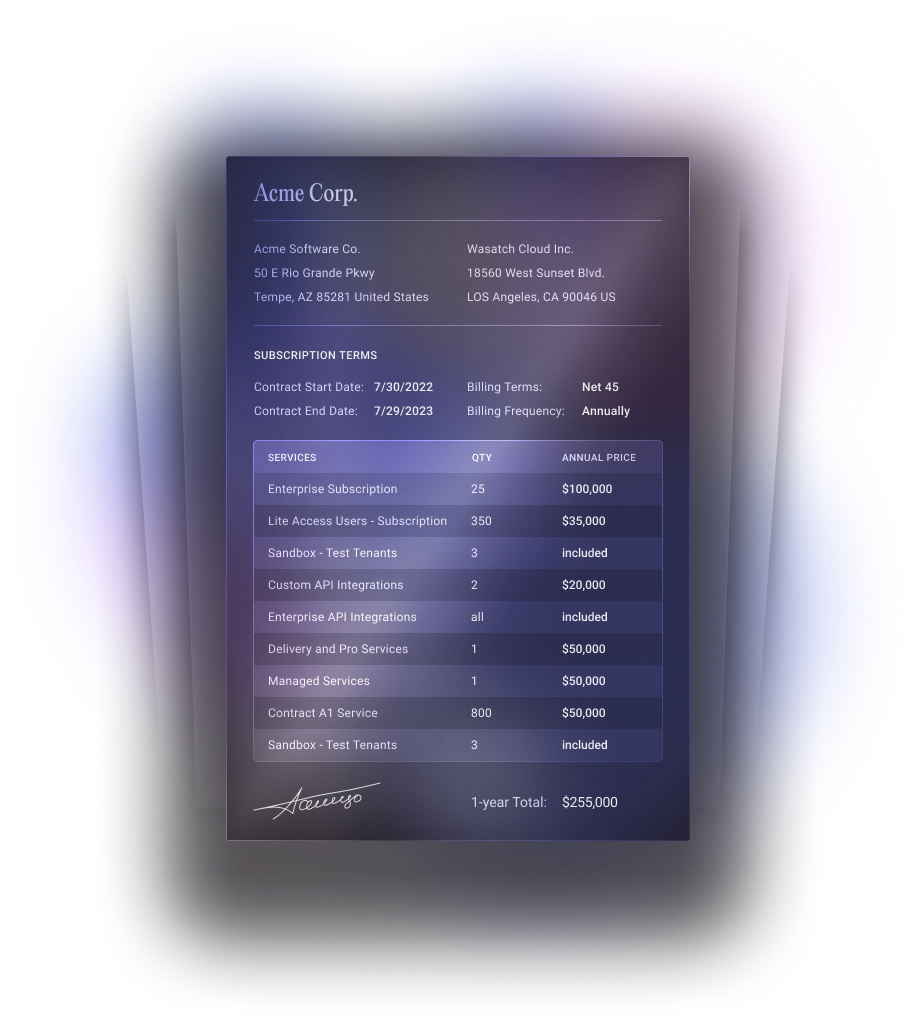 Acme Corp.
Acme Software Co.
50 E Rio Grande Pkwy
Tempe, AZ 85281 United States
Wasatch Cloud Inc.
18560 West Sunset Blvd.
LOS Angeles, CA 90046 US
SUBSCRIPTION TERMS
Contract Start Date: 7/30/2022
Contract End Date: 7/29/2023
Billing Terms: Net 45
Billing Frequency: Annually
SERVICES QTY ANNUAL PRICE
Enterprise Subscription 25 $100,000
Lite Access Users - Subscription 350 $35,000
Sandbox - Test Tenants 3 included
Custom API Integrations 2 $20,000
Enterprise API Integrations all included
Delivery and Pro Services 1 $50,000
Managed Services 1 $50,000
Contract A1 Service 800 $50,000
Sandbox - Test Tenants 3 included
1-year Total: $255,000